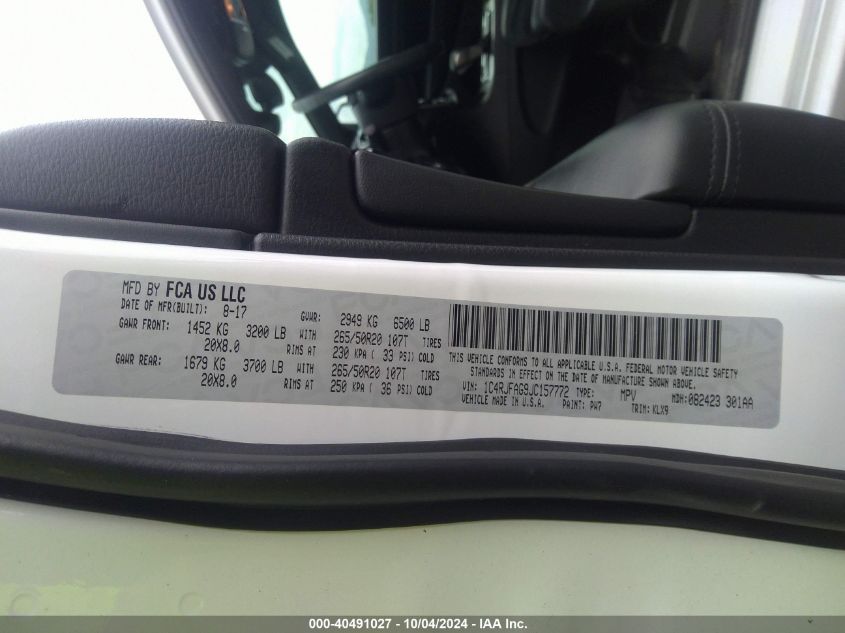 MFD BY FCA US LLC
DATE OF MFR(BUILT): 8-17 GVWR: 2949 KG 6500 LB
GAWR FRONT: 1452 KG 3200 LB WITH 265/50R20 107T TIRES
20X8.0 RIMS AT 230 KPA ( 33 PSI) COLD
GAWR REAR: 1679 KG 3700 LB WITH 265/50R20 107T TIRES
20X8.0 RIMS AT 250 KPA ( 36 PSI) COLD
THIS VEHICLE CONFORMS TO ALL APPLICABLE U.S.A. FEDERAL MOTOR VEHICLE SAFETY
STANDARDS IN EFFECT ON THE DATE OF MANUFACTURE SHOWN ABOVE.
VIN: 1C4RJFAG9JC157772 TYPE: MPV MDH:082423 301AA
VEHICLE MADE IN U.S.A. PAINT: PW7 TRIM: KLX9
000-40491027 - 10/04/2024 - IAA Inc.